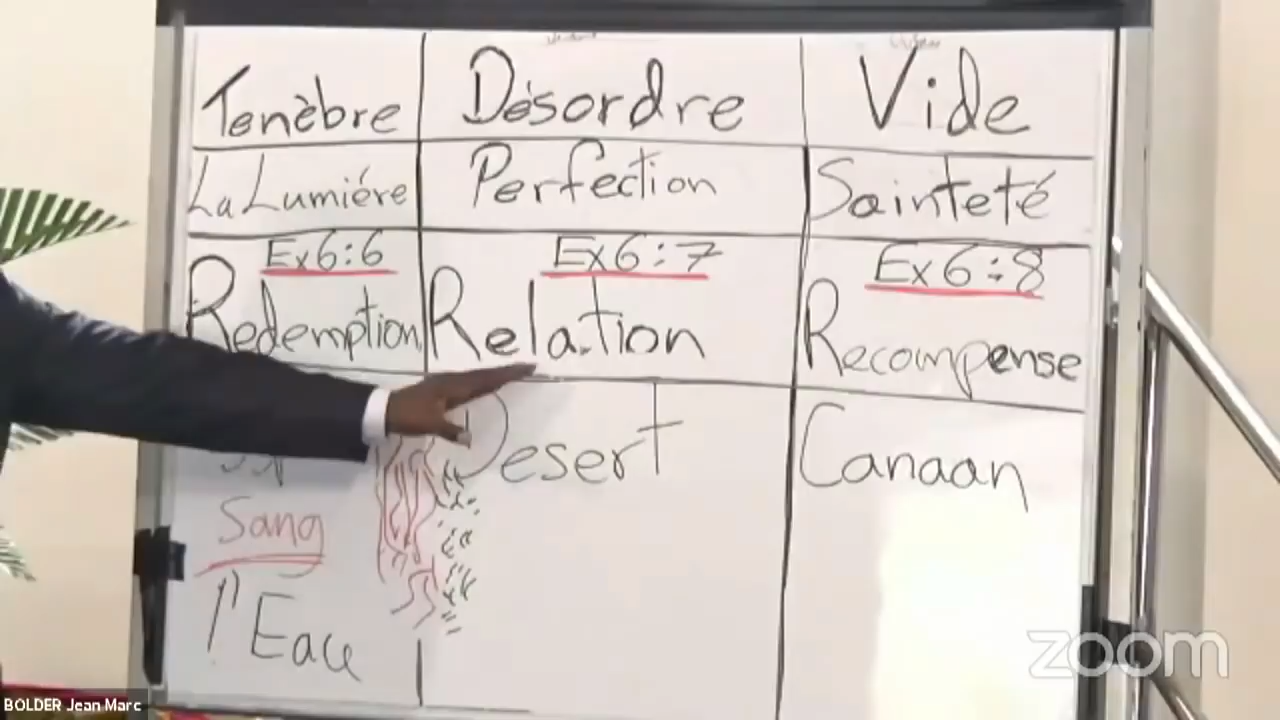 Tenèbre Désordre Vide
La Lumiére Perfection Sainteté
Ex6:6 Ex6:7 Ex6:8
Redemption Relation Recompense
Desert Canaan
Sang
l'Eau
zoom
BOLDER Jean Marc